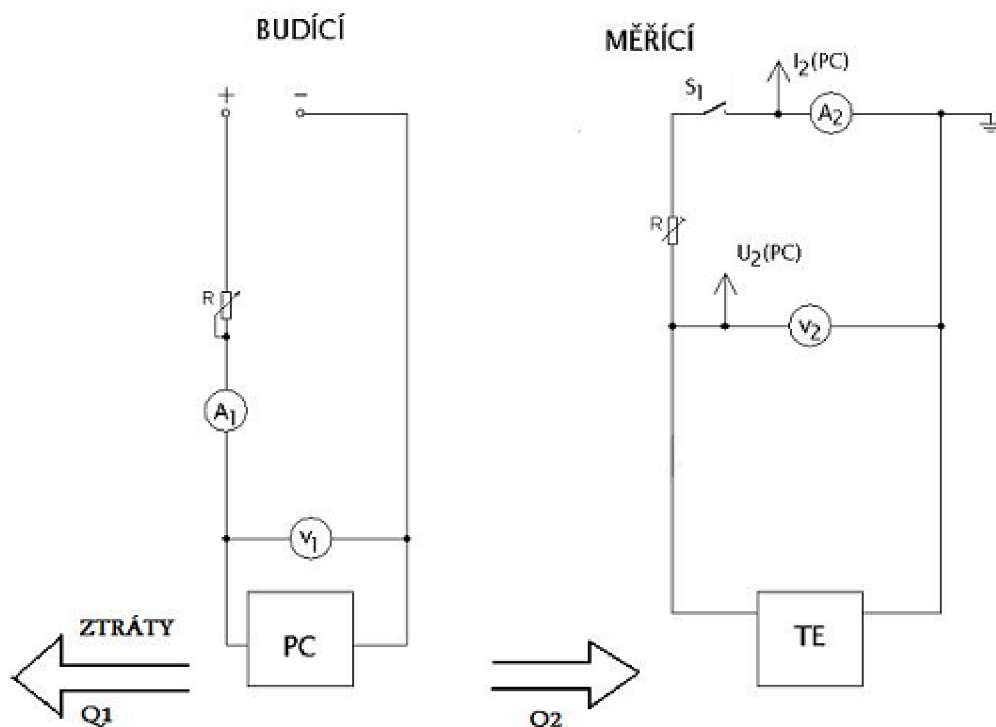 BUDÍCÍ
MĚŘÍCÍ
+ −
S1
I2(PC)
A2
R
U2(PC)
R
V2
A1
V1
ZTRÁTY
PC
TE
Q1
Q2